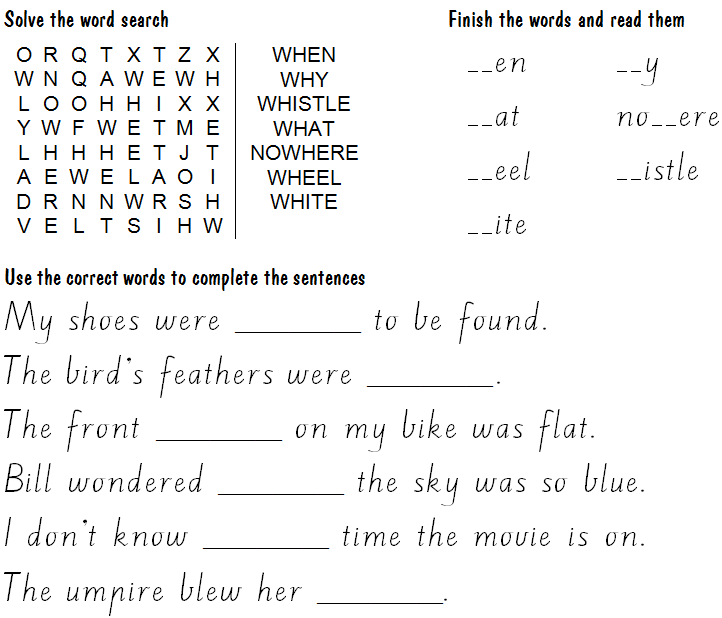 Solve the word search
O R Q T X T Z X
W N Q A W E W H
L O O H H I X X
Y W F W E T M E
L H H H E T J T
A E W E L A O I
D R N N W R S H
V E L T S I H W
WHEN
WHY
WHISTLE
WHAT
NOWHERE
WHEEL
WHITE
Finish the words and read them
__en __y
__at no__ere
__eel __istle
__ite
Use the correct words to complete the sentences
My shoes were ________ to be found.
The bird's feathers were ________.
The front ________ on my bike was flat.
Bill wondered ________ the sky was so blue.
I don't know ________ time the movie is on.
The umpire blew her ________.